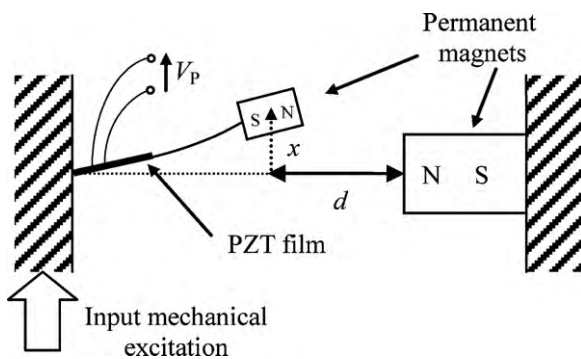 Permanent
magnets
V_P
S N
x
N S
d
PZT film
Input mechanical
excitation